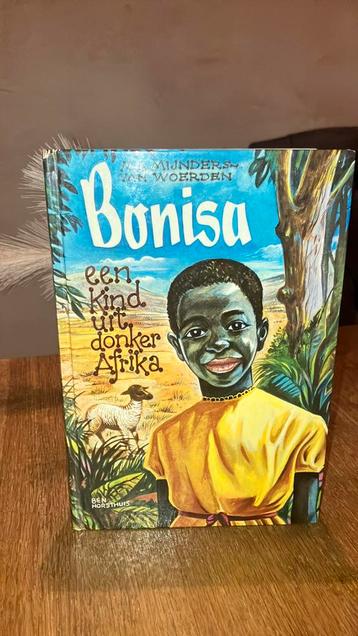 MIJNDERS~
VAN WOERDEN
Bonisa
een
kind
uit
donker
Afrika
BEN
HORSTHUIS